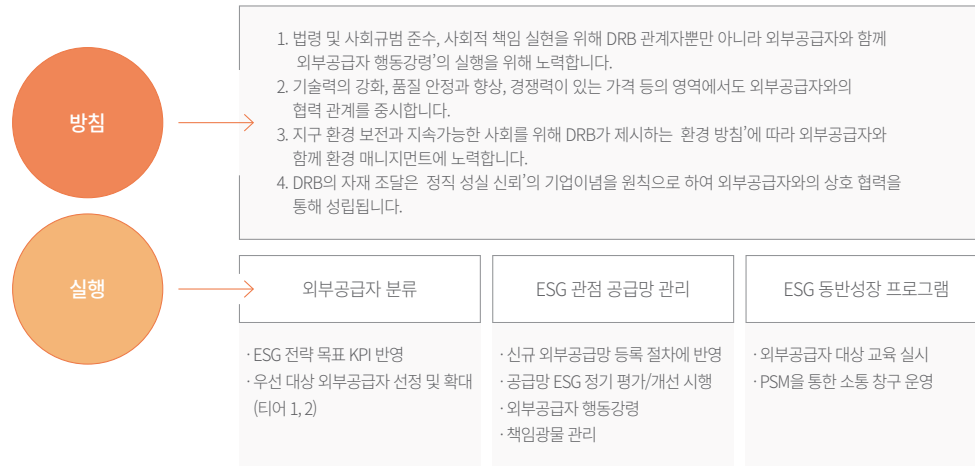 방침
1. 법령 및 사회규범 준수, 사회적 책임 실현을 위해 DRB 관계자뿐만 아니라 외부공급자와 함께
외부공급자 행동강령’의 실행을 위해 노력합니다.
2. 기술력의 강화, 품질 안정과 향상, 경쟁력이 있는 가격 등의 영역에서도 외부공급자와의
협력 관계를 중시합니다.
3. 지구 환경 보전과 지속가능한 사회를 위해 DRB가 제시하는 환경 방침’에 따라 외부공급자와
함께 환경 매니지먼트에 노력합니다.
4. DRB의 자재 조달은 정직 성실 신뢰’의 기업이념을 원칙으로 하여 외부공급자와의 상호 협력을
통해 성립됩니다.
실행
외부공급자 분류
· ESG 전략 목표 KPI 반영
· 우선 대상 외부공급자 선정 및 확대
(티어 1, 2)
ESG 관점 공급망 관리
· 신규 외부공급망 등록 절차에 반영
· 공급망 ESG 정기 평가/개선 시행
· 외부공급자 행동강령
· 책임광물 관리
ESG 동반성장 프로그램
· 외부공급자 대상 교육 실시
· PSM을 통한 소통 창구 운영